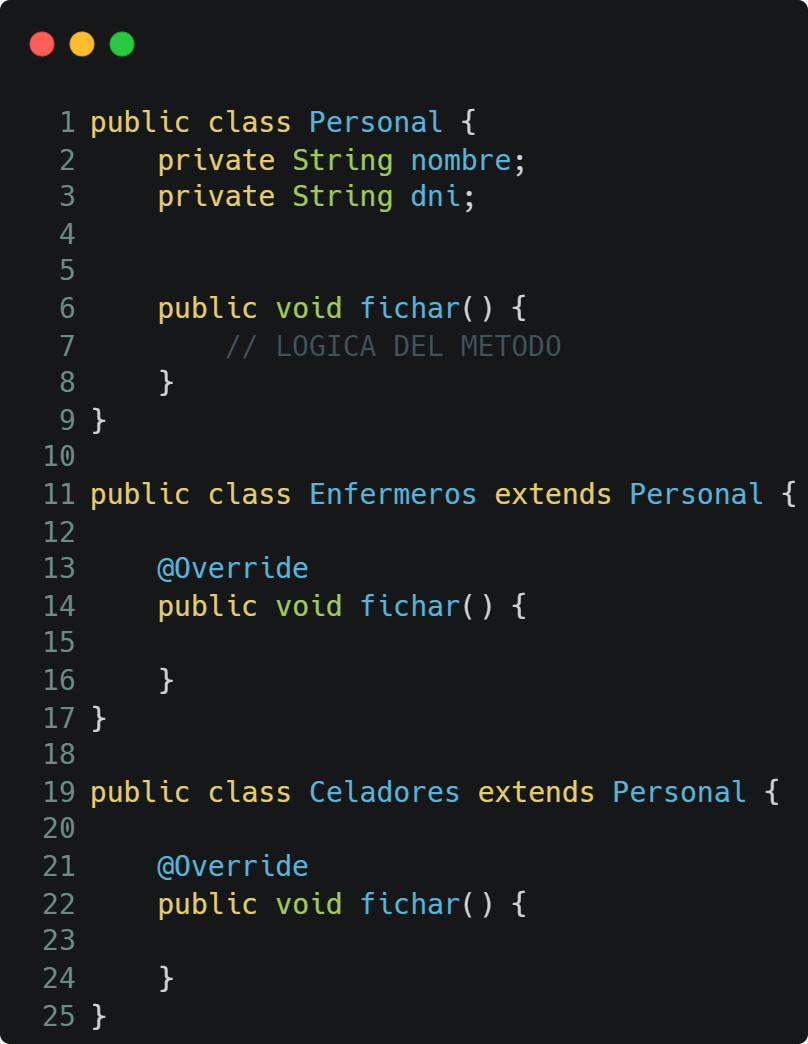 1 public class Personal {
2     private String nombre;
3     private String dni;
4
5
6     public void fichar() {
7         // LOGICA DEL METODO
8     }
9 }
10
11 public class Enfermeros extends Personal {
12
13     @Override
14     public void fichar() {
15
16     }
17 }
18
19 public class Celadores extends Personal {
20
21     @Override
22     public void fichar() {
23
24     }
25 }